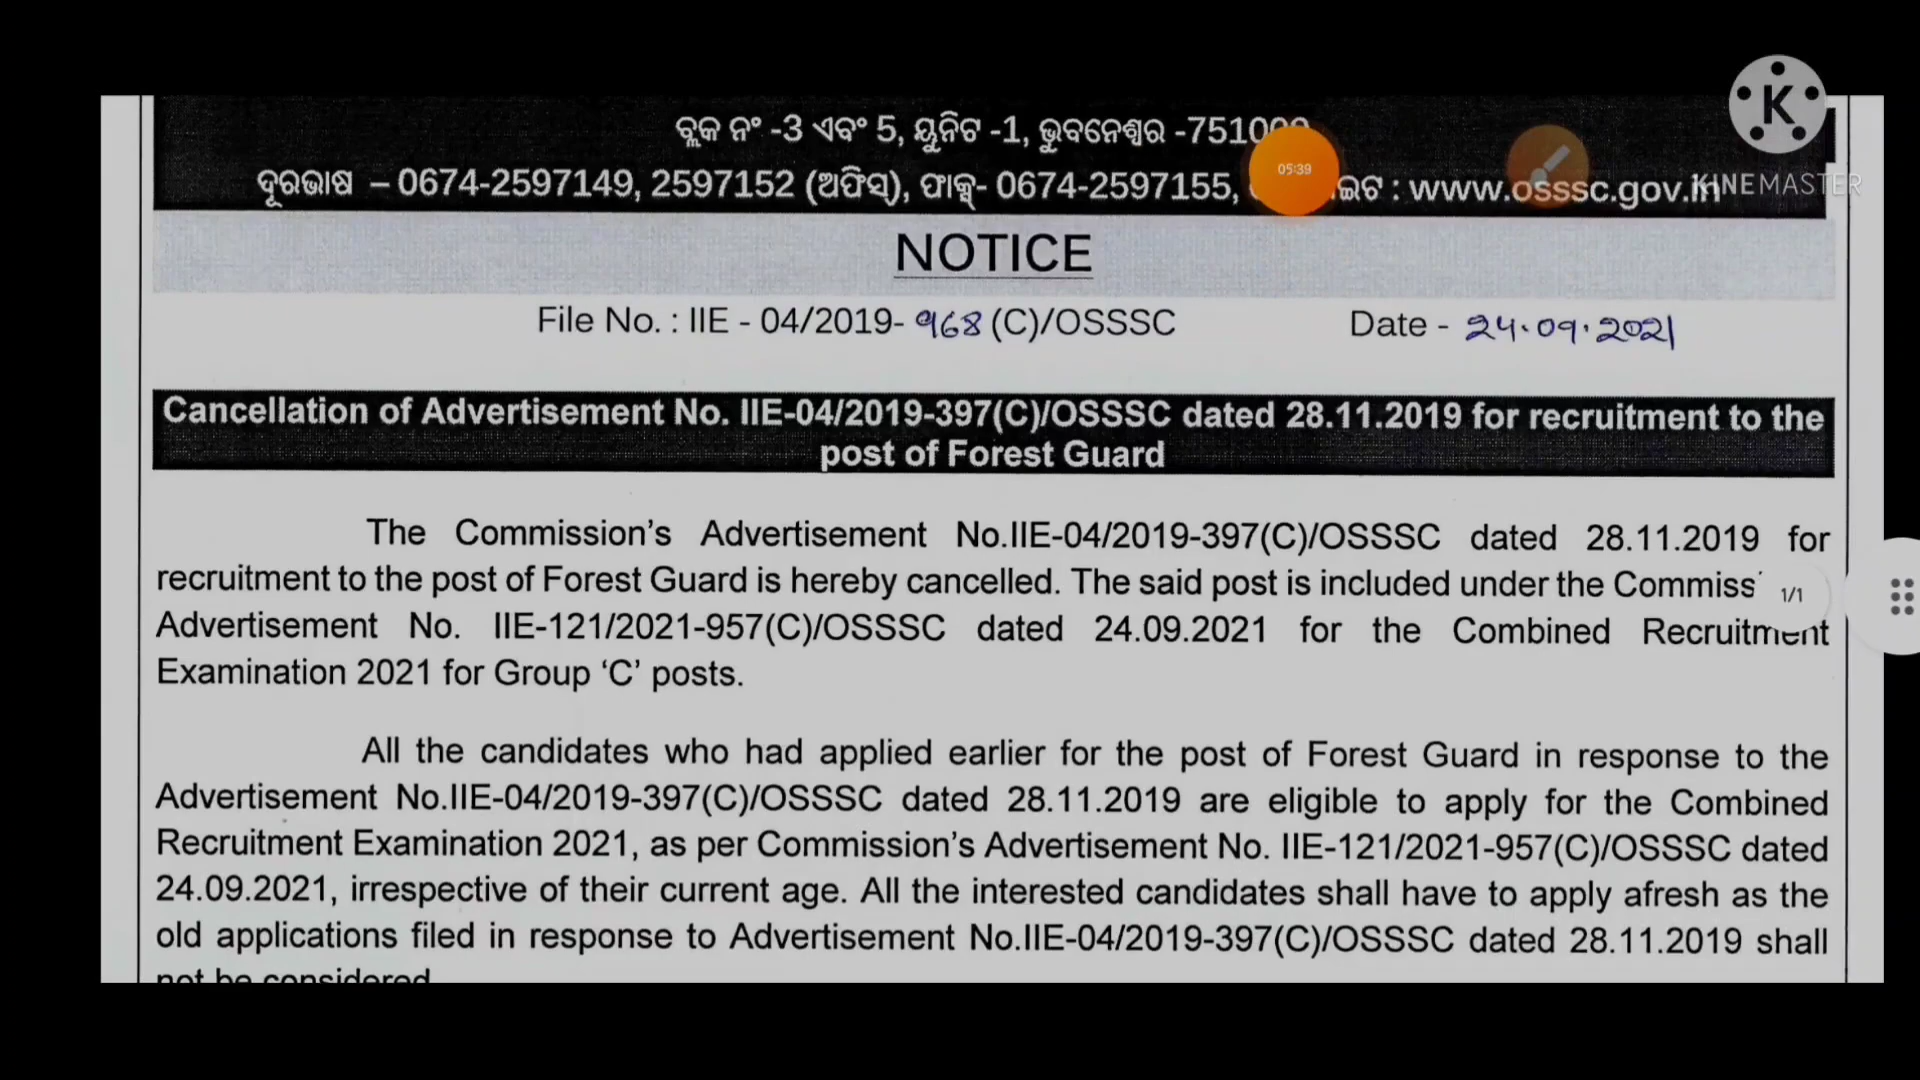 ବ୍ଲକ ନଂ -3 ଏବଂ 5, ୟୁନିଟ -1, ଭୁବନେଶ୍ୱର
ଦୂରଭାଷ – 0674-2597149, 2597152 (ଅଫିସ୍), ଫାକ୍ସ- 0674-2597155, : www.osssc.gov.in
05:39
K
KINEMASTER
NOTICE
File No. : IIE - 04/2019- 968 (C)/OSSSC Date - 24.09.2021
Cancellation of Advertisement No. IIE-04/2019-397(C)/OSSSC dated 28.11.2019 for recruitment to the
post of Forest Guard
The Commission's Advertisement No.IIE-04/2019-397(C)/OSSSC dated 28.11.2019 for
recruitment to the post of Forest Guard is hereby cancelled. The said post is included under the
1/1
Advertisement No. IIE-121/2021-957(C)/OSSSC dated 24.09.2021 for the Combined Recruitment
Examination 2021 for Group 'C' posts.
All the candidates who had applied earlier for the post of Forest Guard in response to the
Advertisement No.IIE-04/2019-397(C)/OSSSC dated 28.11.2019 are eligible to apply for the Combined
Recruitment Examination 2021, as per Commission's Advertisement No. IIE-121/2021-957(C)/OSSSC dated
24.09.2021, irrespective of their current age. All the interested candidates shall have to apply afresh as the
old applications filed in response to Advertisement No.IIE-04/2019-397(C)/OSSSC dated 28.11.2019 shall
not be considered.